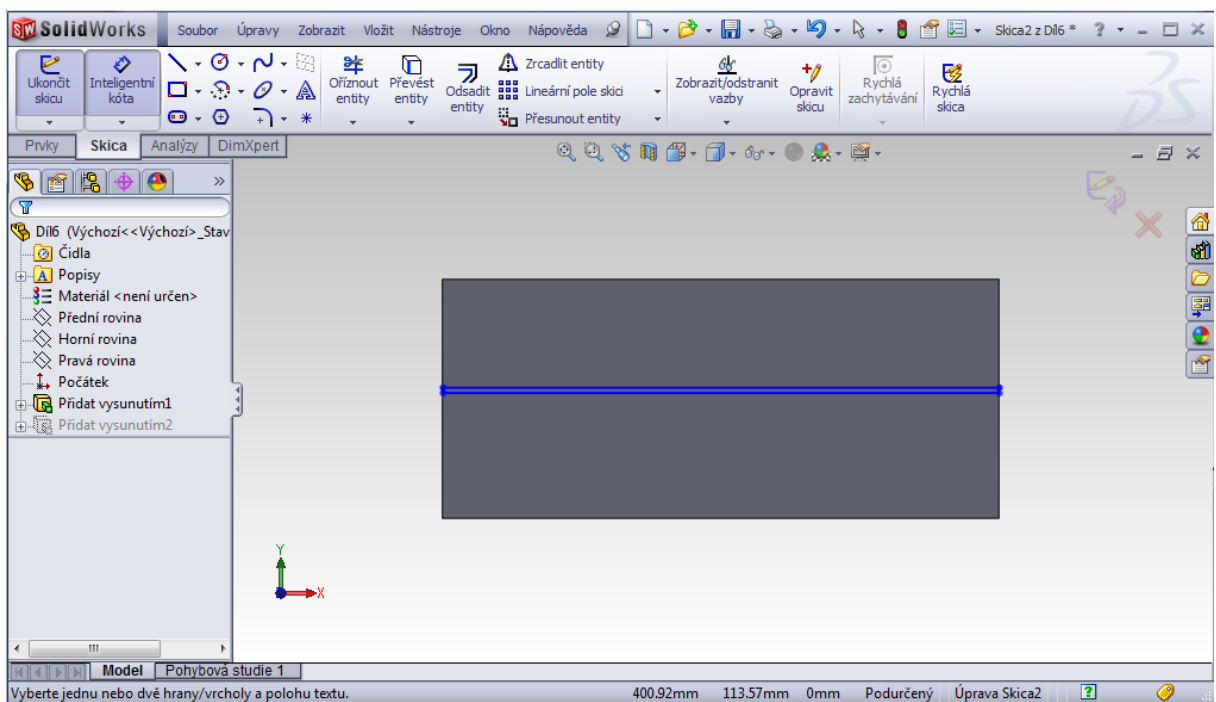 SolidWorks Soubor Úpravy Zobrazit Vložit Nástroje Okno Nápověda Skica2 z Díl6 * ?
Ukončit skicu
Inteligentní kóta
Oříznout entity
Převést entity
Odsadit entity
Zrcadlit entity
Lineární pole skici
Přesunout entity
Zobrazit/odstranit vazby
Opravit skicu
Rychlá zachytávání
Rychlá skica
Prvky Skica Analýzy DimXpert
Díl6 (Výchozí<<Výchozí>_Stav
Čidla
Popisy
Materiál <není určen>
Přední rovina
Horní rovina
Pravá rovina
Počátek
Přidat vysunutím1
Přidat vysunutím2
Y
X
Model Pohybová studie 1
Vyberte jednu nebo dvě hrany/vrcholy a polohu textu. 400.92mm 113.57mm 0mm Podurčený Úprava Skica2 ?